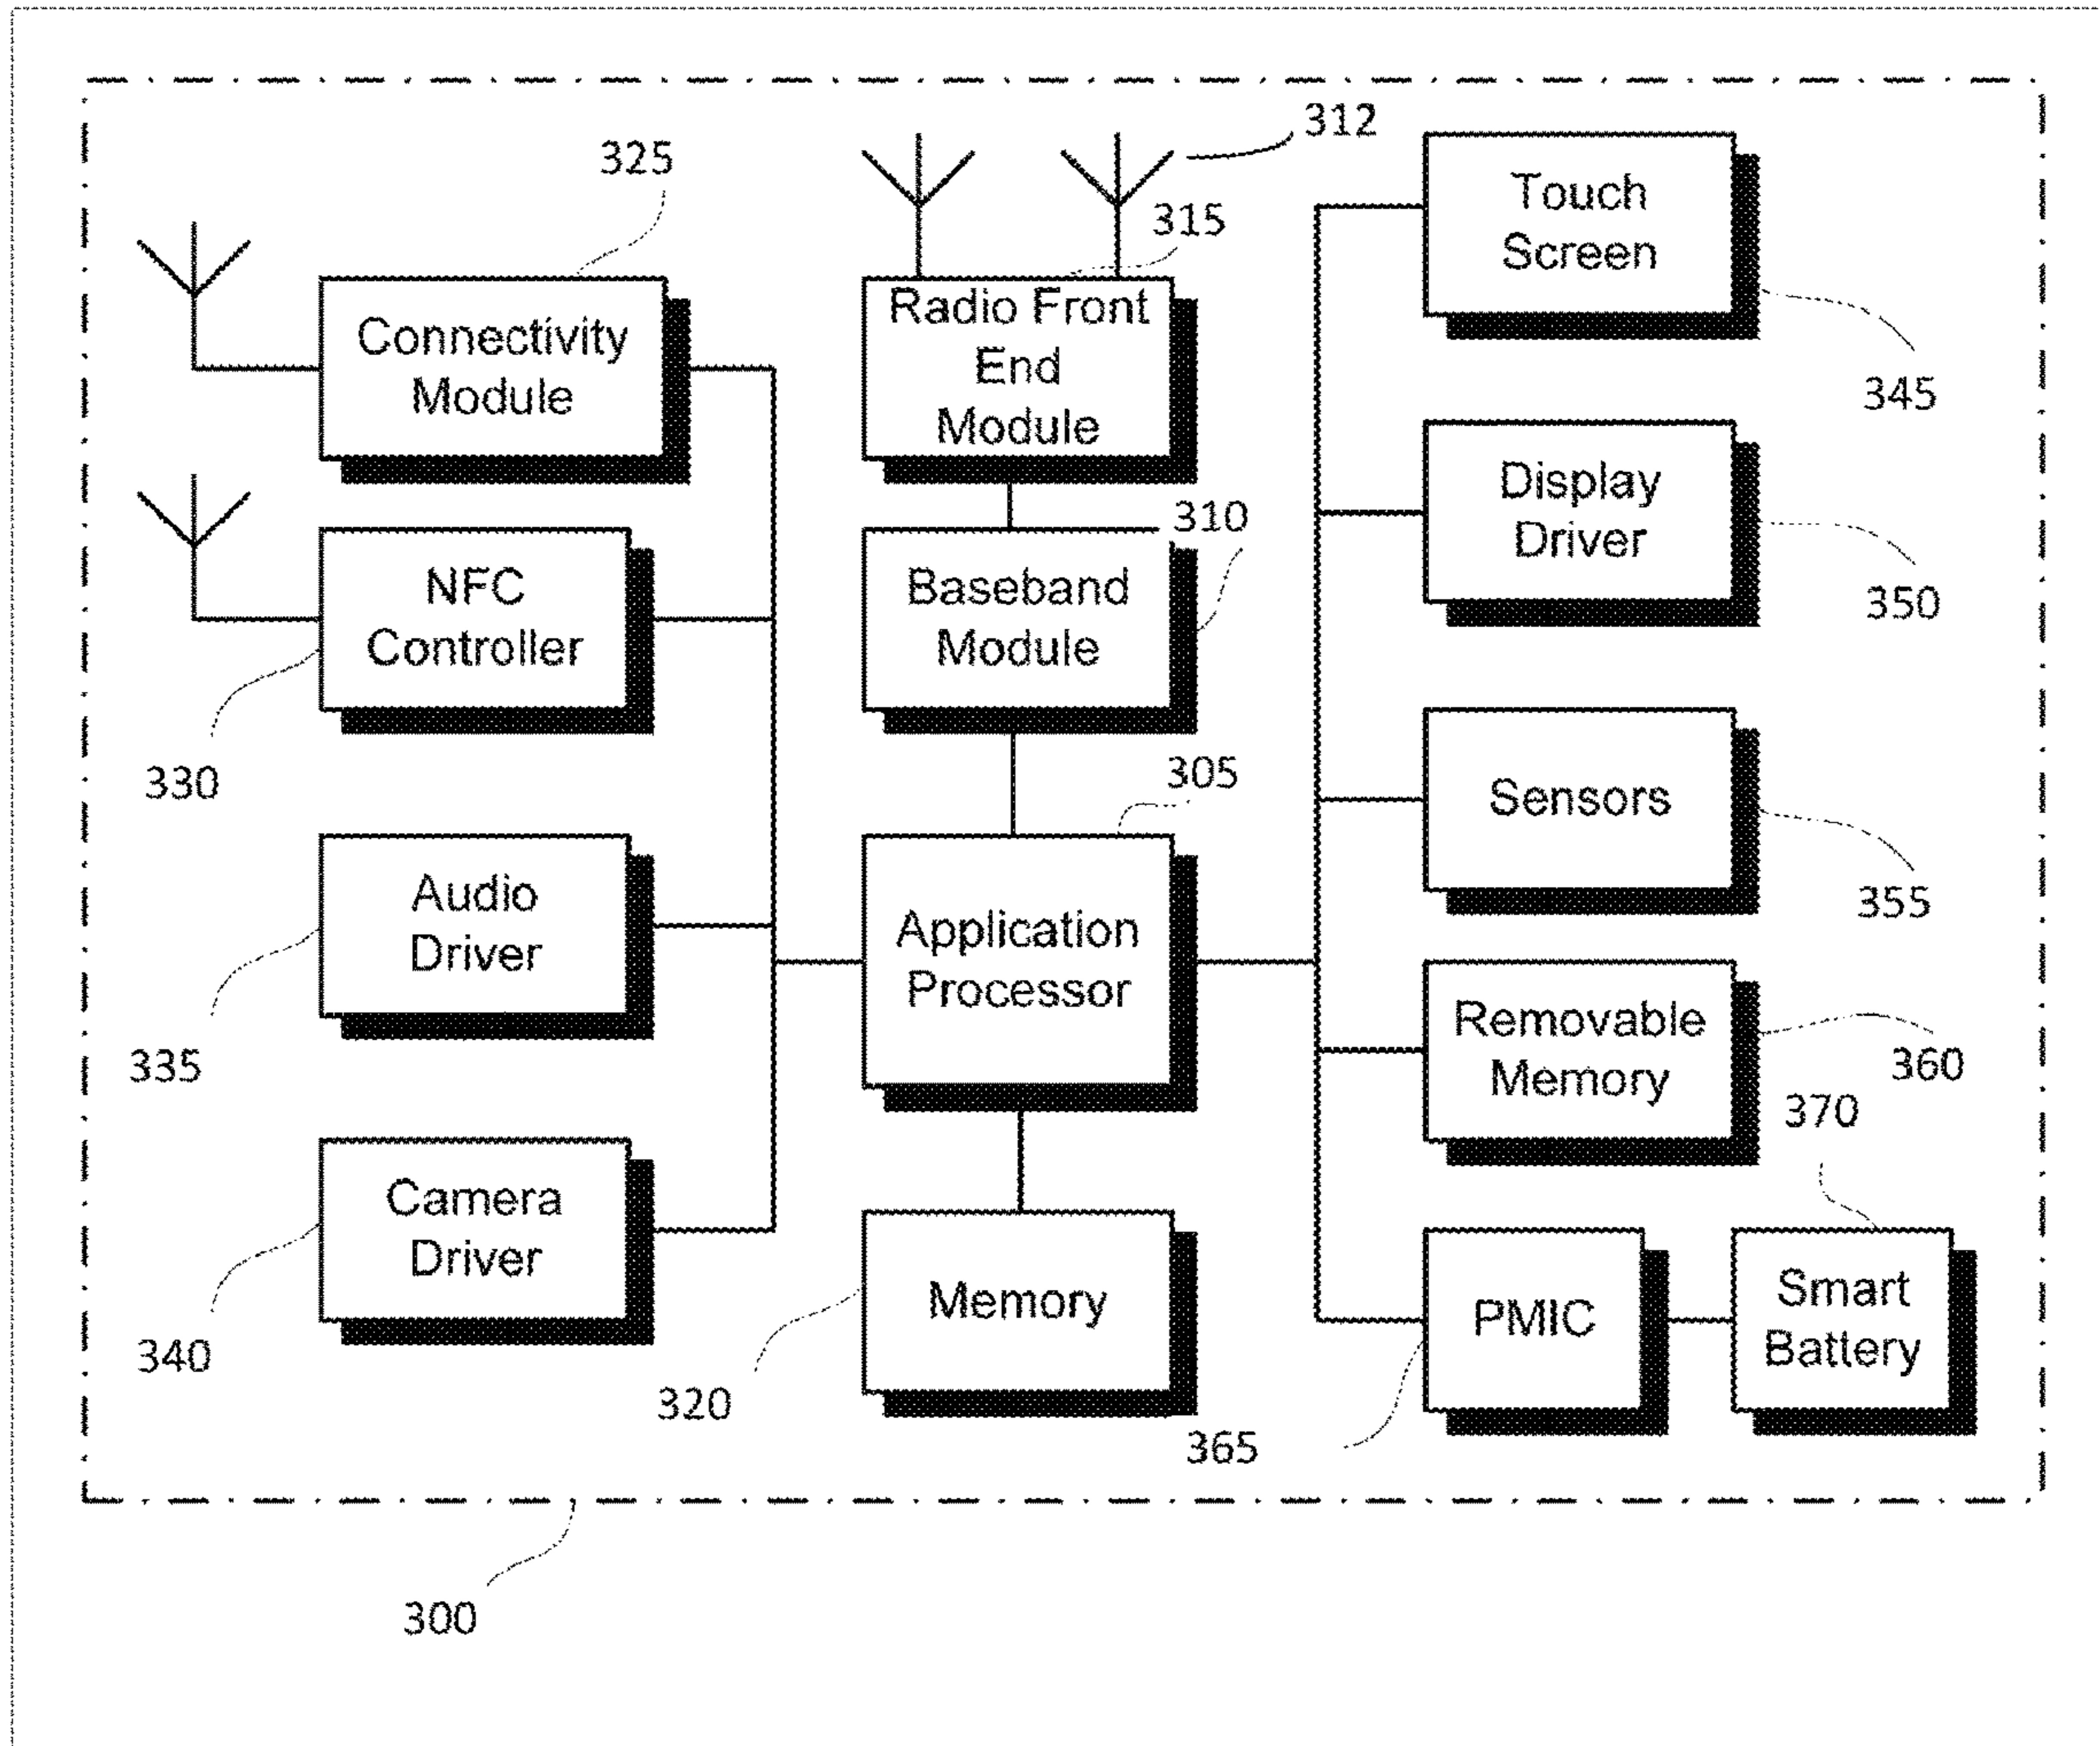 312
325
315
Touch
Screen
Connectivity
Module
Radio Front
End
Module
345
Display
Driver
310
350
NFC
Controller
Baseband
Module
330
305
Sensors
355
Audio
Driver
Application
Processor
Removable
Memory
335
360
370
Camera
Driver
Memory
PMIC
Smart
Battery
340
320
365
300